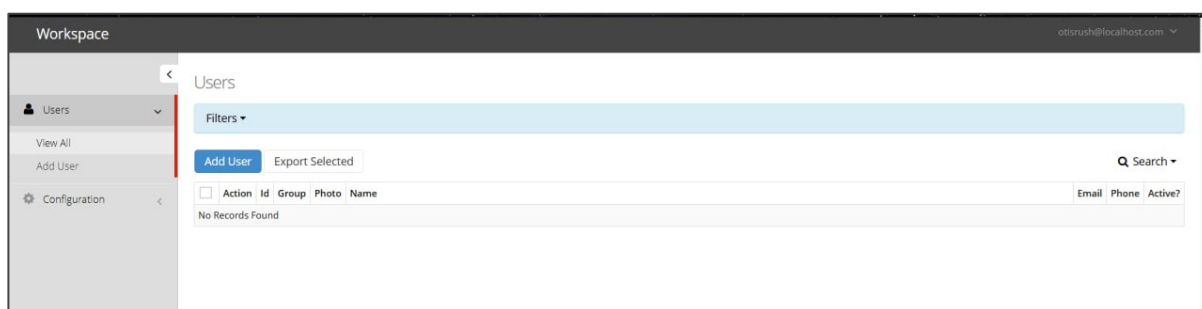 Workspace
otisrush@localhost.com
Users
Users
Filters
View All
Add User
Configuration
Add User Export Selected Search
Action Id Group Photo Name Email Phone Active?
No Records Found